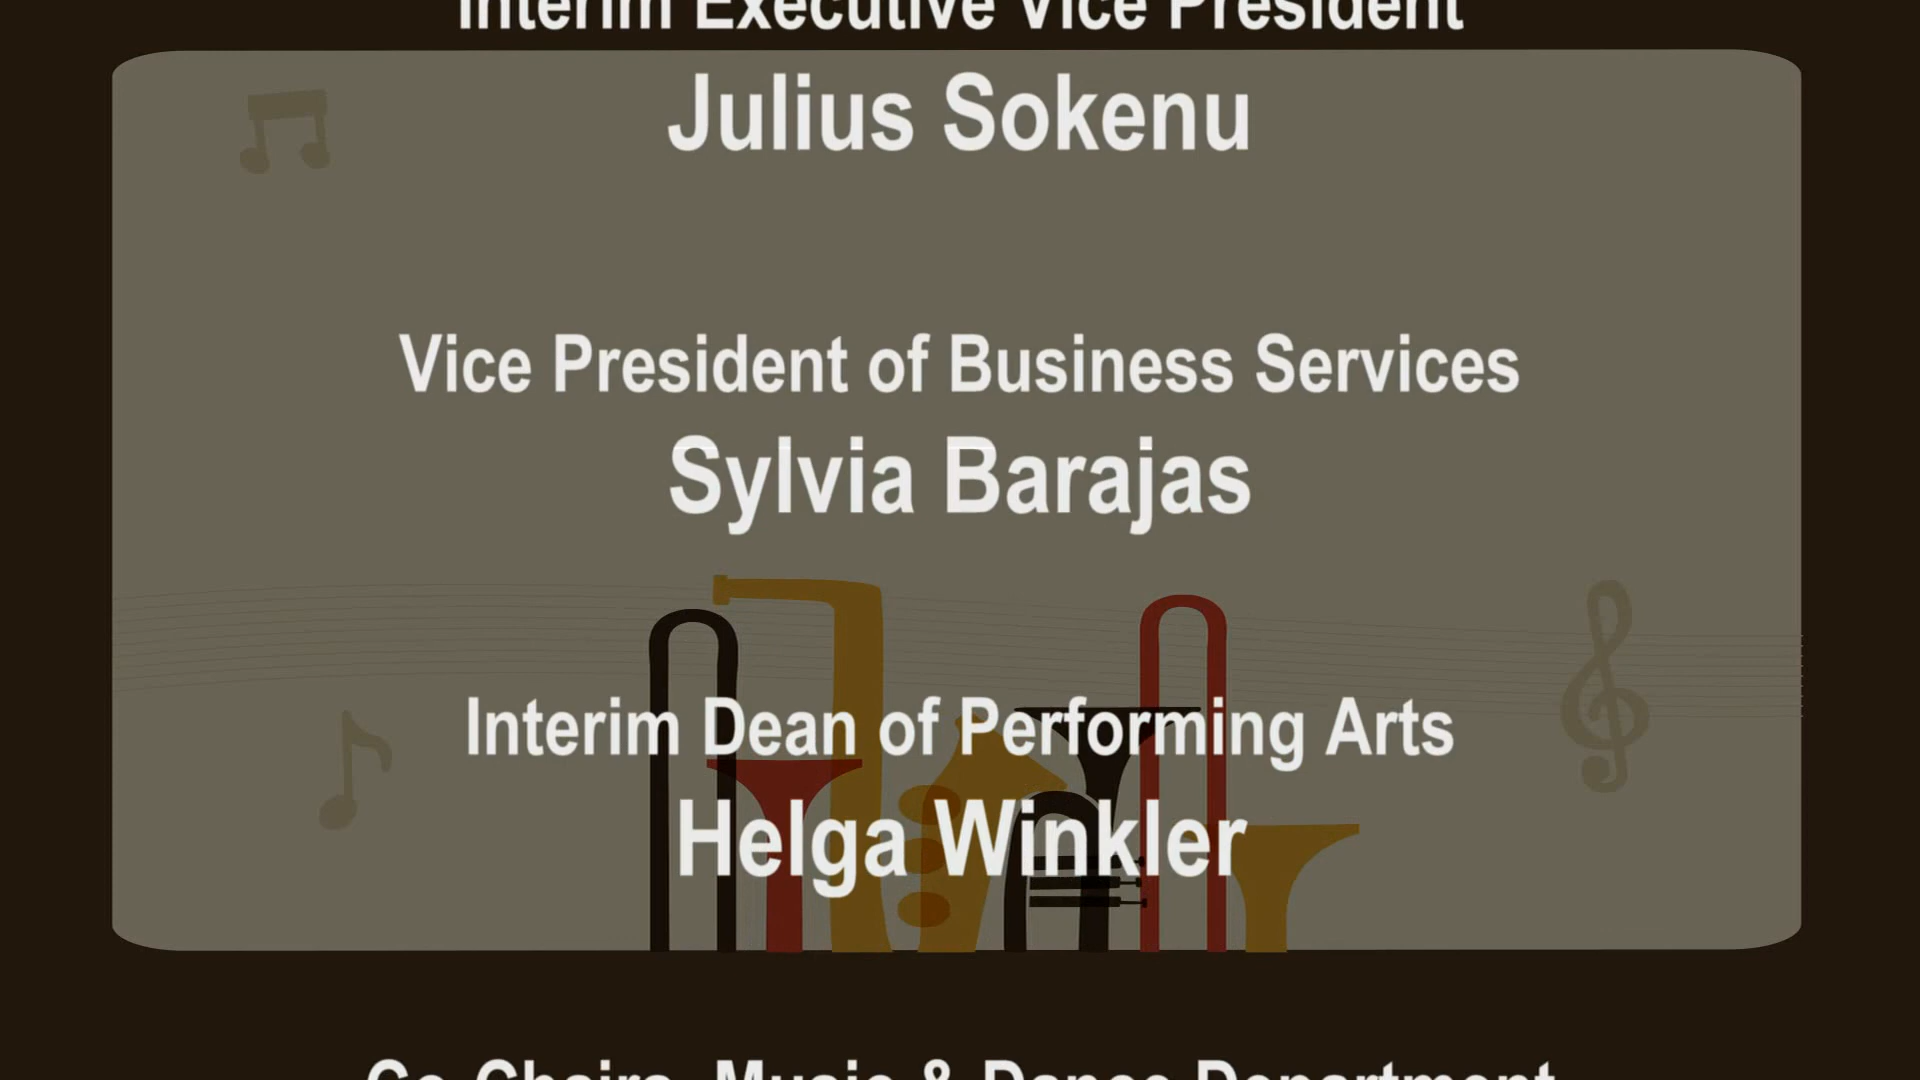 Interim Executive Vice President
Julius Sokenu
Vice President of Business Services
Sylvia Barajas
Interim Dean of Performing Arts
Helga Winkler
Co-Chairs, Music & Dance Department